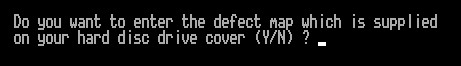 Do you want to enter the defect map which is supplied
on your hard disc drive cover (Y/N) ?